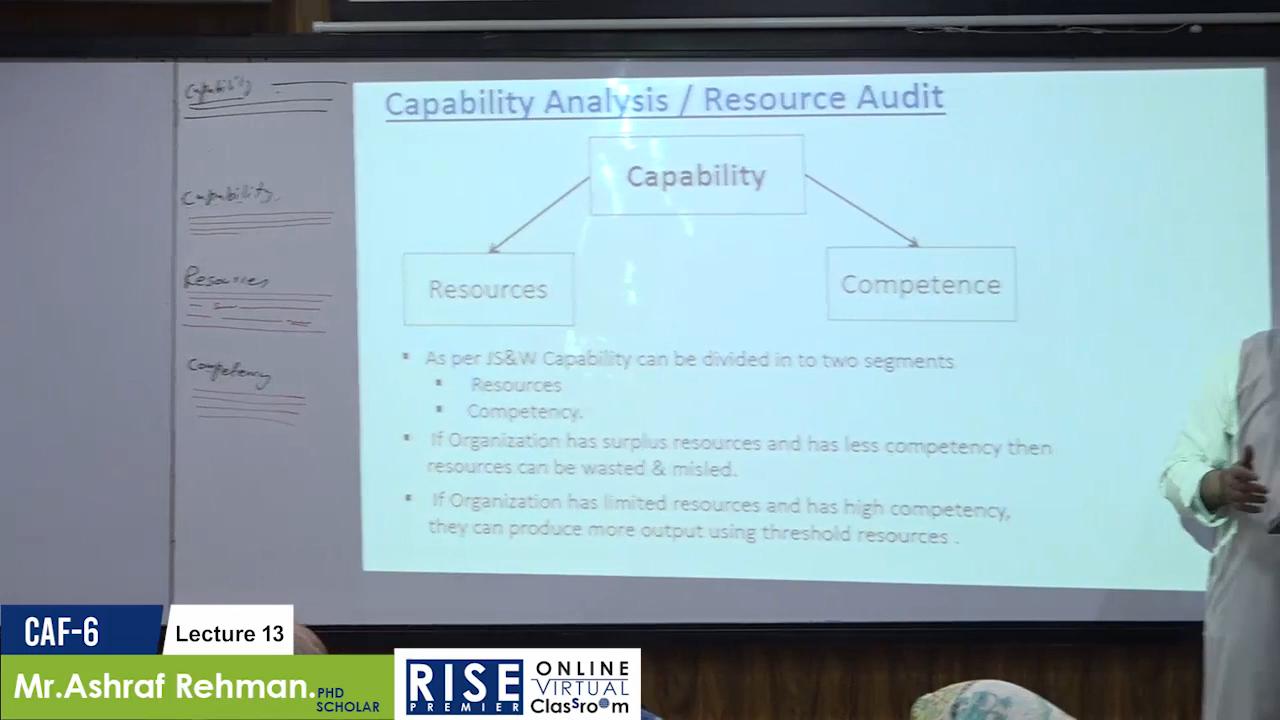 Capability
Capability
Resources
Competency
Capability Analysis / Resource Audit
Capability
Resources
Competence
▪ As per JS&W Capability can be divided in to two segments
▪ Resources
▪ Competency.
▪ If Organization has surplus resources and has less competency then
resources can be wasted & misled.
▪ If Organization has limited resources and has high competency,
they can produce more output using threshold resources .
CAF-6
Lecture 13
Mr.Ashraf Rehman.
PHD
SCHOLAR
RISE
PREMIER
ONLINE
VIRTUAL
Classroom